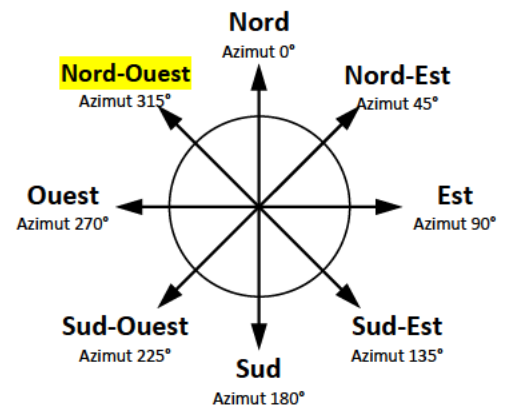 Nord
Azimut 0°
Nord-Ouest
Azimut 315°
Nord-Est
Azimut 45°
Ouest
Azimut 270°
Est
Azimut 90°
Sud-Ouest
Azimut 225°
Sud-Est
Azimut 135°
Sud
Azimut 180°